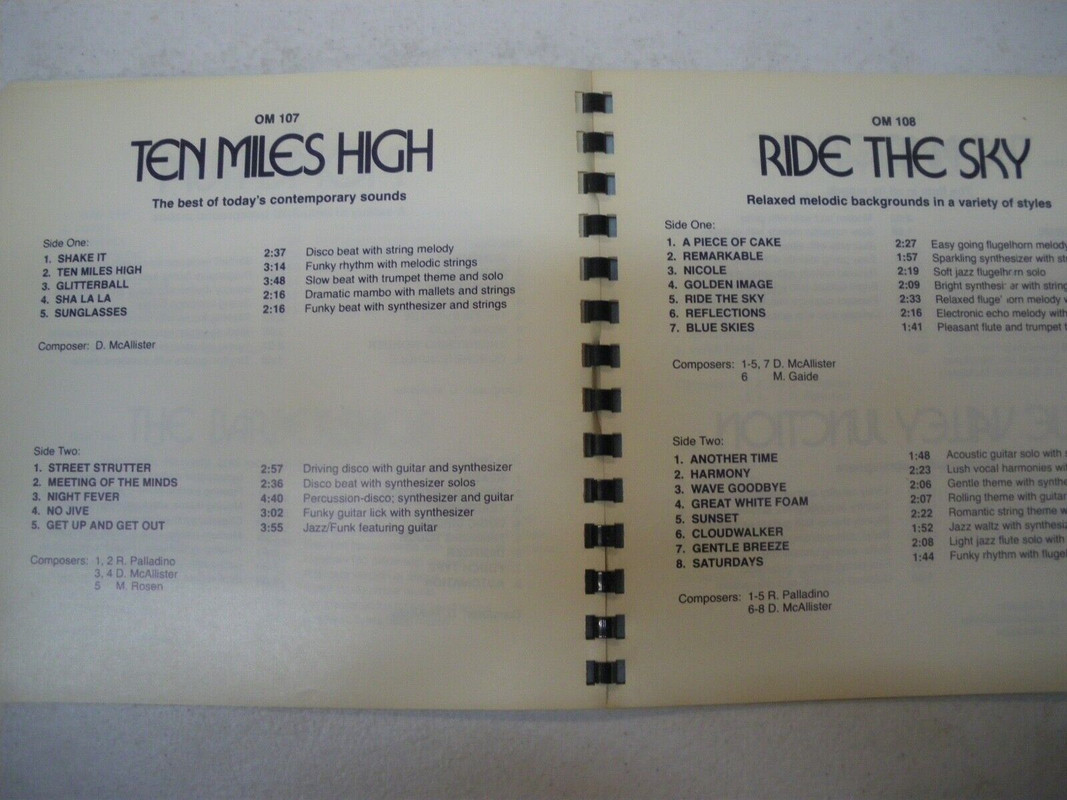 OM 107
TEN MILES HIGH
The best of today's contemporary sounds
Side One:
1. SHAKE IT 2:37 Disco beat with string melody
2. TEN MILES HIGH 3:14 Funky rhythm with melodic strings
3. GLITTERBALL 3:48 Slow beat with trumpet theme and solo
4. SHA LA LA 2:16 Dramatic mambo with mallets and strings
5. SUNGLASSES 2:16 Funky beat with synthesizer and strings
Composer: D. McAllister
Side Two:
1. STREET STRUTTER 2:57 Driving disco with guitar and synthesizer
2. MEETING OF THE MINDS 2:36 Disco beat with synthesizer solos
3. NIGHT FEVER 4:40 Percussion-disco; synthesizer and guitar
4. NO JIVE 3:02 Funky guitar lick with synthesizer
5. GET UP AND GET OUT 3:55 Jazz/Funk featuring guitar
Composers: 1, 2 R. Palladino
3, 4 D. McAllister
5 M. Rosen
OM 108
RIDE THE SKY
Relaxed melodic backgrounds in a variety of styles
Side One:
1. A PIECE OF CAKE 2:27 Easy going flugelhorn melody
2. REMARKABLE 1:57 Sparkling synthesizer with
3. NICOLE 2:19 Soft jazz flugelhorn solo
4. GOLDEN IMAGE 2:09 Bright synthesizer with
5. RIDE THE SKY 2:33 Relaxed flugelhorn melody
6. REFLECTIONS 2:16 Electronic echo melody with
7. BLUE SKIES 1:41 Pleasant flute and trumpet
Composers: 1-5, 7 D. McAllister
6 M. Gaide
Side Two:
1. ANOTHER TIME 1:48 Acoustic guitar solo with
2. HARMONY 2:23 Lush vocal harmonies
3. WAVE GOODBYE 2:06 Gentle theme with
4. GREAT WHITE FOAM 2:07 Rolling theme with guitar
5. SUNSET 2:22 Romantic string theme
6. CLOUDWALKER 1:52 Jazz waltz with
7. GENTLE BREEZE 2:08 Light jazz flute solo with
8. SATURDAYS 1:44 Funky rhythm with
Composers: 1-5 R. Palladino
6-8 D. McAllister